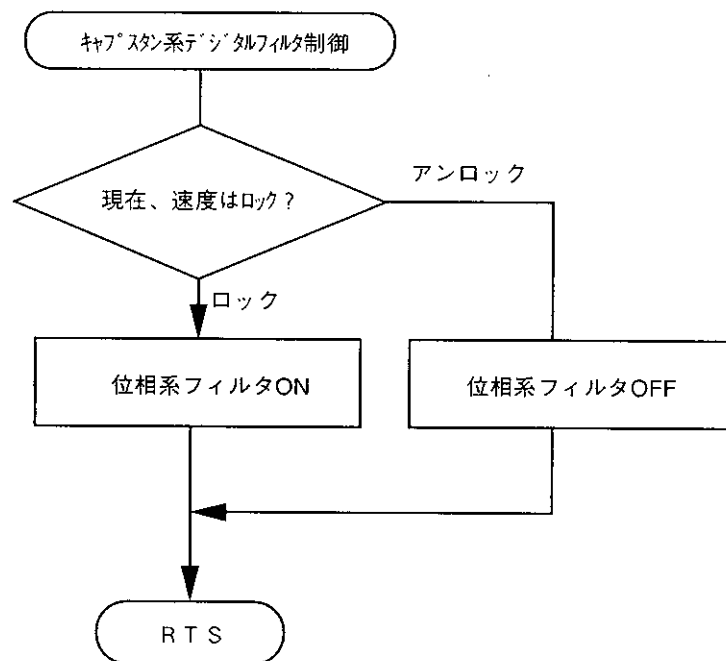 ｷｬﾌﾟｽﾀﾝ系ﾃﾞｼﾞﾀﾙﾌｨﾙﾀ制御
現在、速度はﾛｯｸ？
アンロック
ロック
位相系フィルタON
位相系フィルタOFF
ＲＴＳ